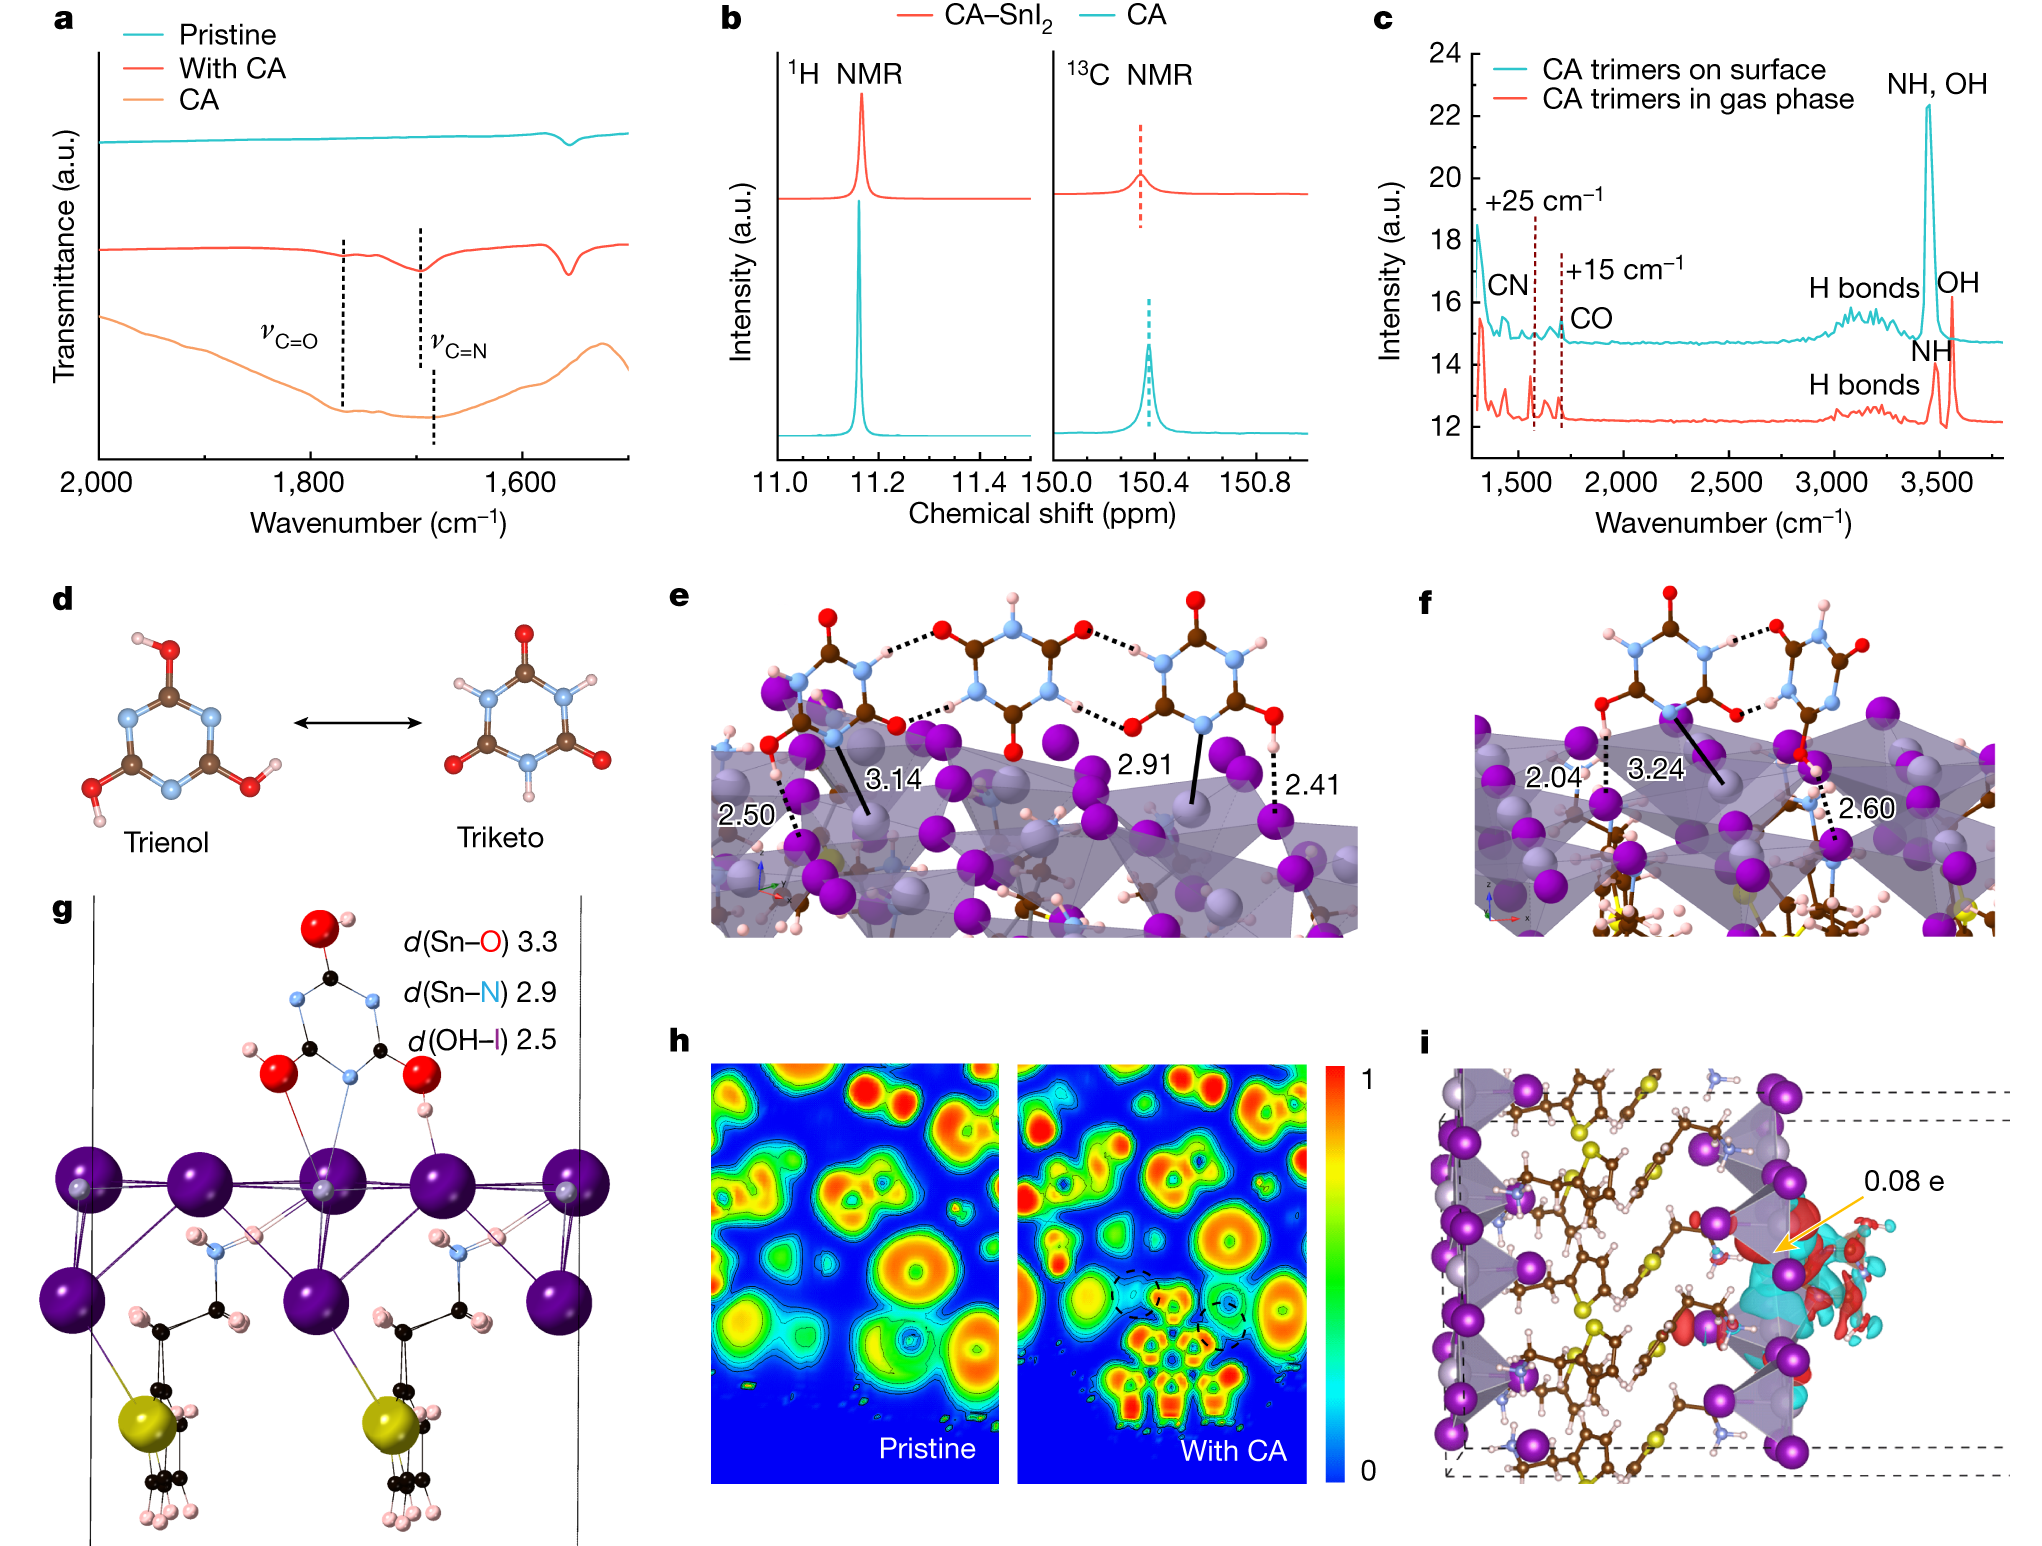 a
Pristine
With CA
CA
Transmittance (a.u.)
νC=O
νC=N
2,000
1,800
1,600
Wavenumber (cm–1)
b
CA–SnI2
CA
1H NMR
13C NMR
Intensity (a.u.)
11.0
11.2
11.4
150.0
150.4
150.8
Chemical shift (ppm)
c
CA trimers on surface
CA trimers in gas phase
NH, OH
+25 cm–1
+15 cm–1
CN
CO
H bonds
OH
NH
H bonds
Intensity (a.u.)
24
22
20
18
16
14
12
1,500
2,000
2,500
3,000
3,500
Wavenumber (cm–1)
d
Trienol
Triketo
e
3.14
2.91
2.50
2.41
f
2.04
3.24
2.60
g
d(Sn–O) 3.3
d(Sn–N) 2.9
d(OH–I) 2.5
h
Pristine
With CA
1
0
i
0.08 e